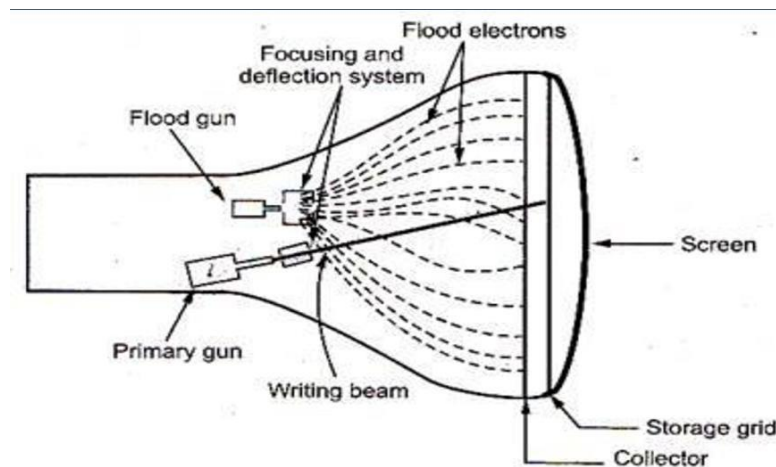 Flood electrons
Focusing and
deflection system
Flood gun
Screen
Primary gun
Writing beam
Storage grid
Collector